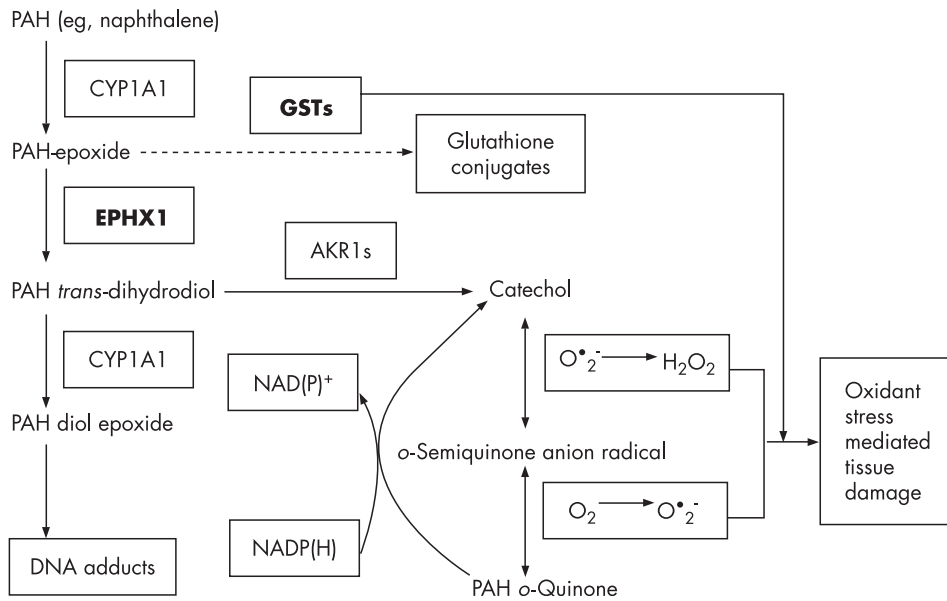 PAH (eg, naphthalene)
CYP1A1
GSTs
PAH-epoxide
Glutathione
conjugates
EPHX1
AKR1s
PAH trans-dihydrodiol
Catechol
CYP1A1
NAD(P)⁺
O•₂⁻ → H₂O₂
Oxidant
stress
mediated
tissue
damage
PAH diol epoxide
o-Semiquinone anion radical
O₂ → O•₂⁻
NADP(H)
DNA adducts
PAH o-Quinone